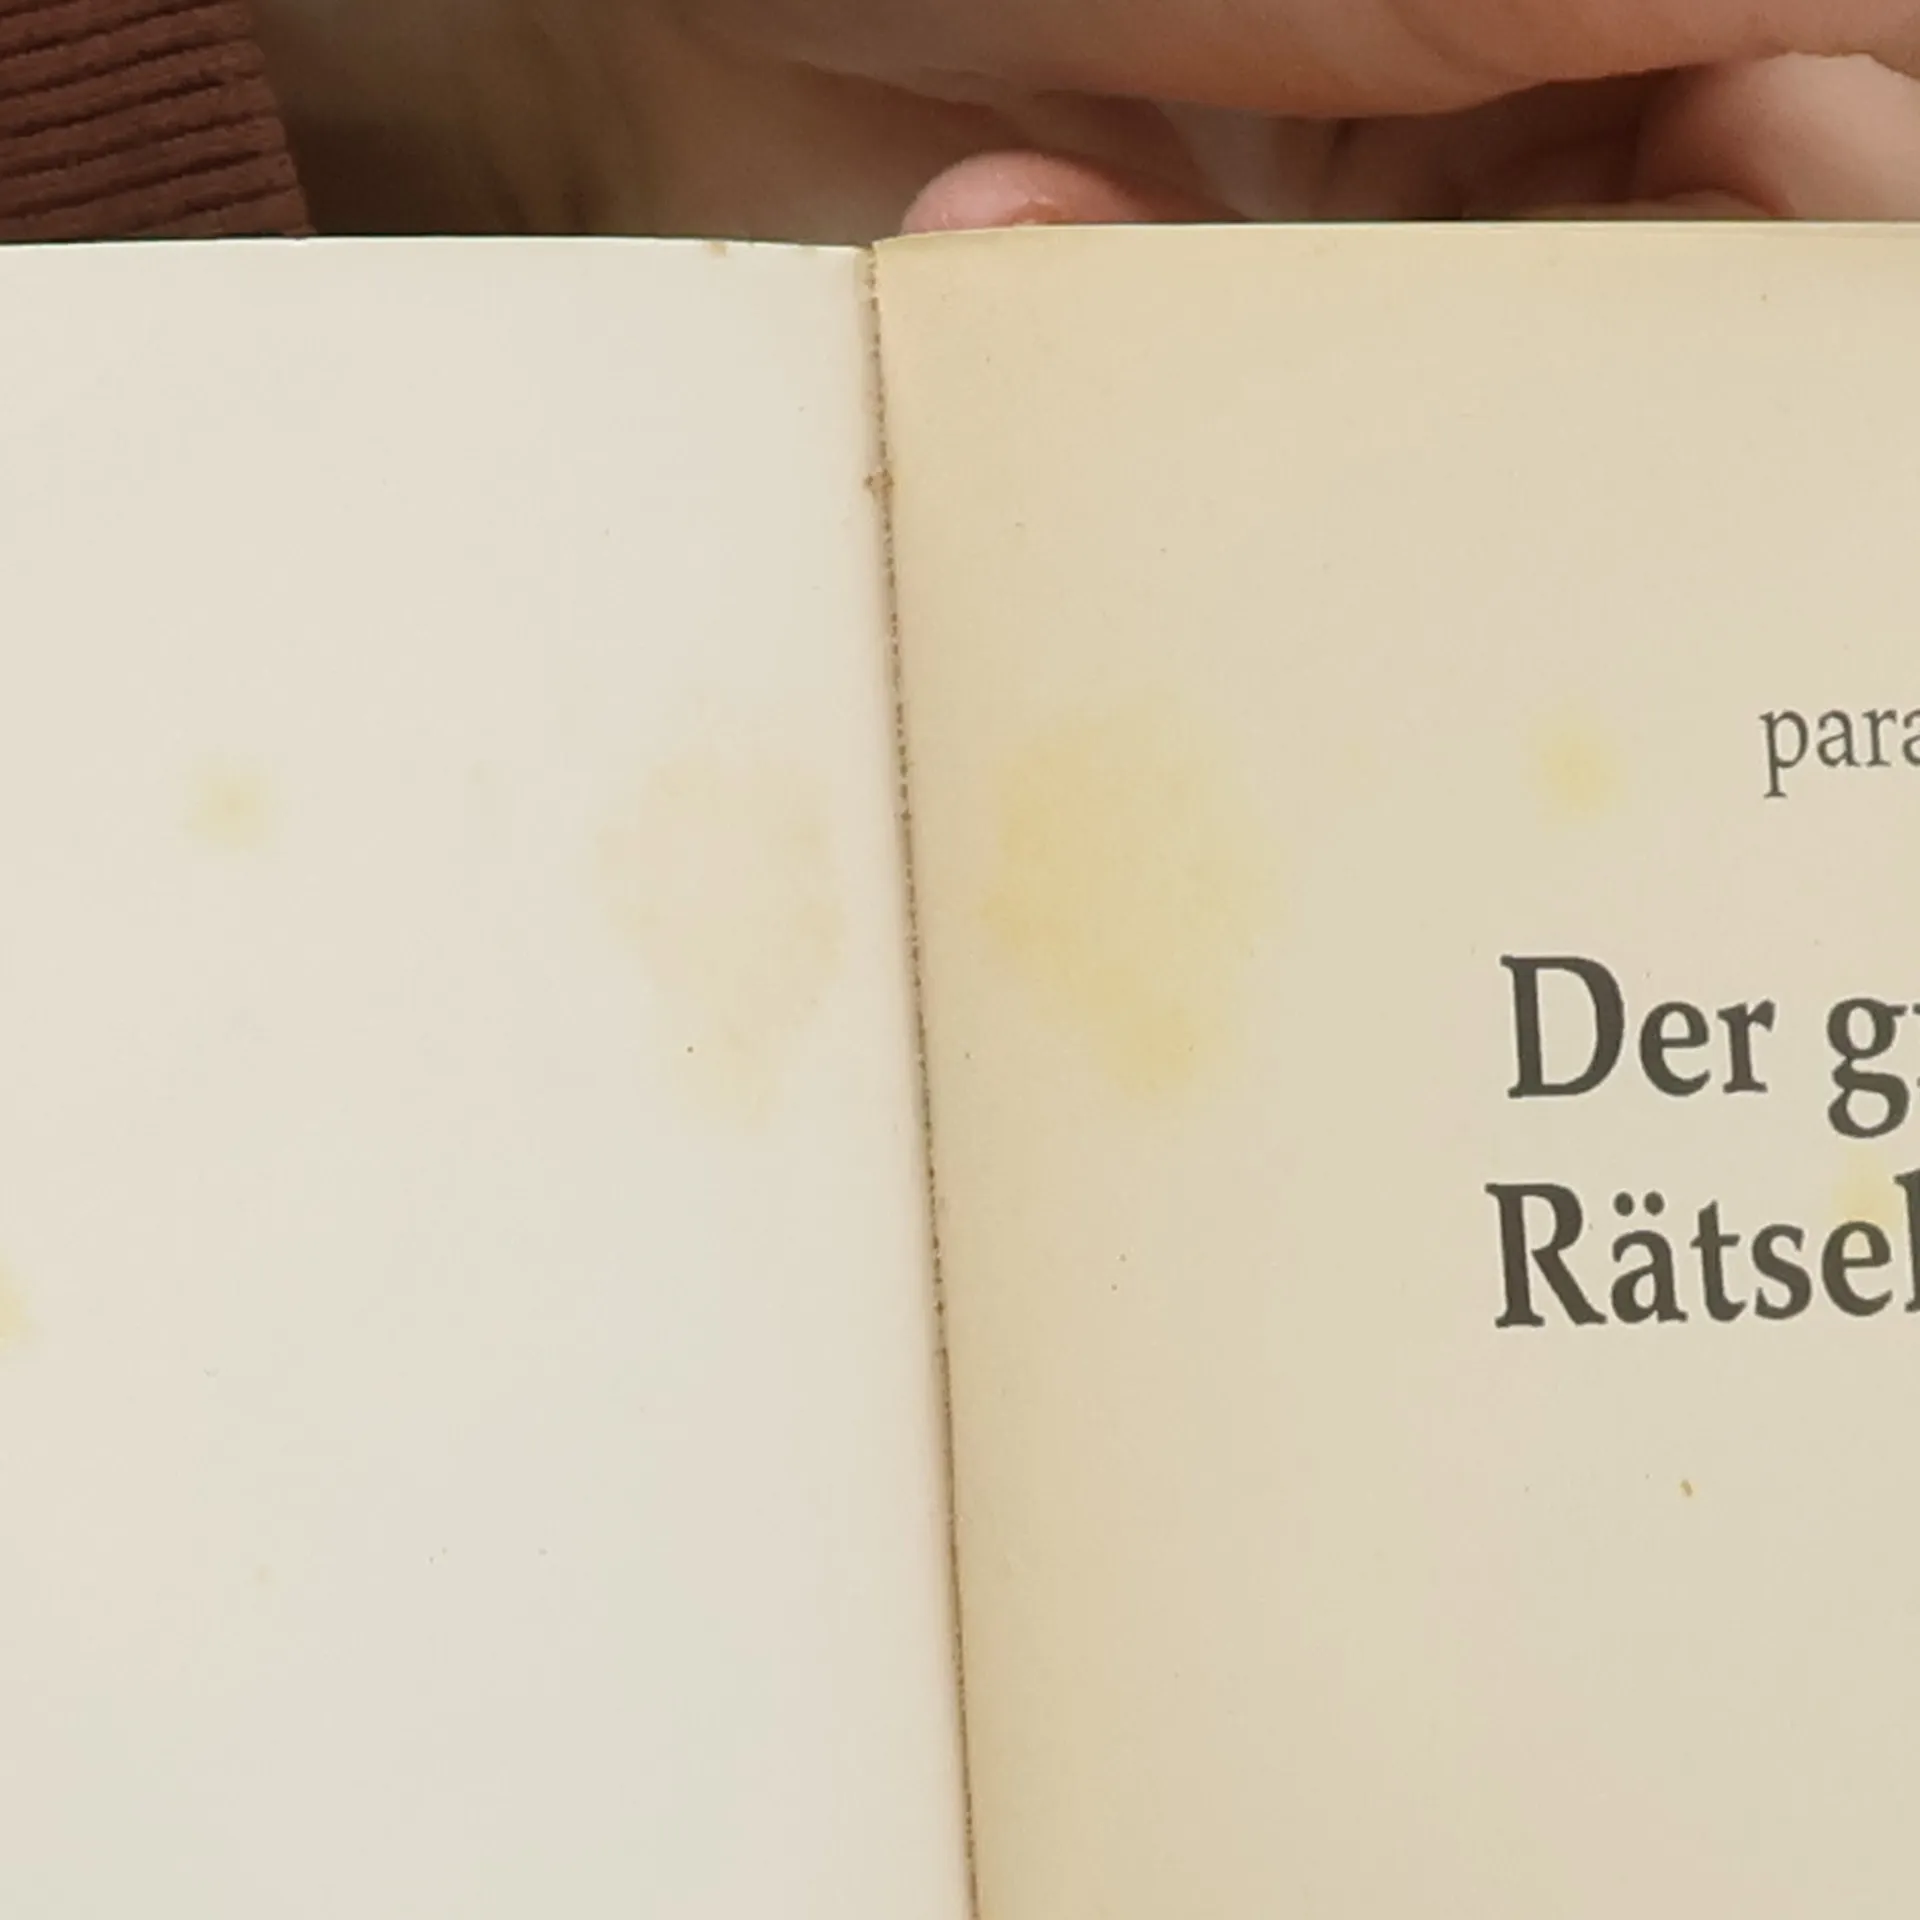 para
Der g
Rätsel